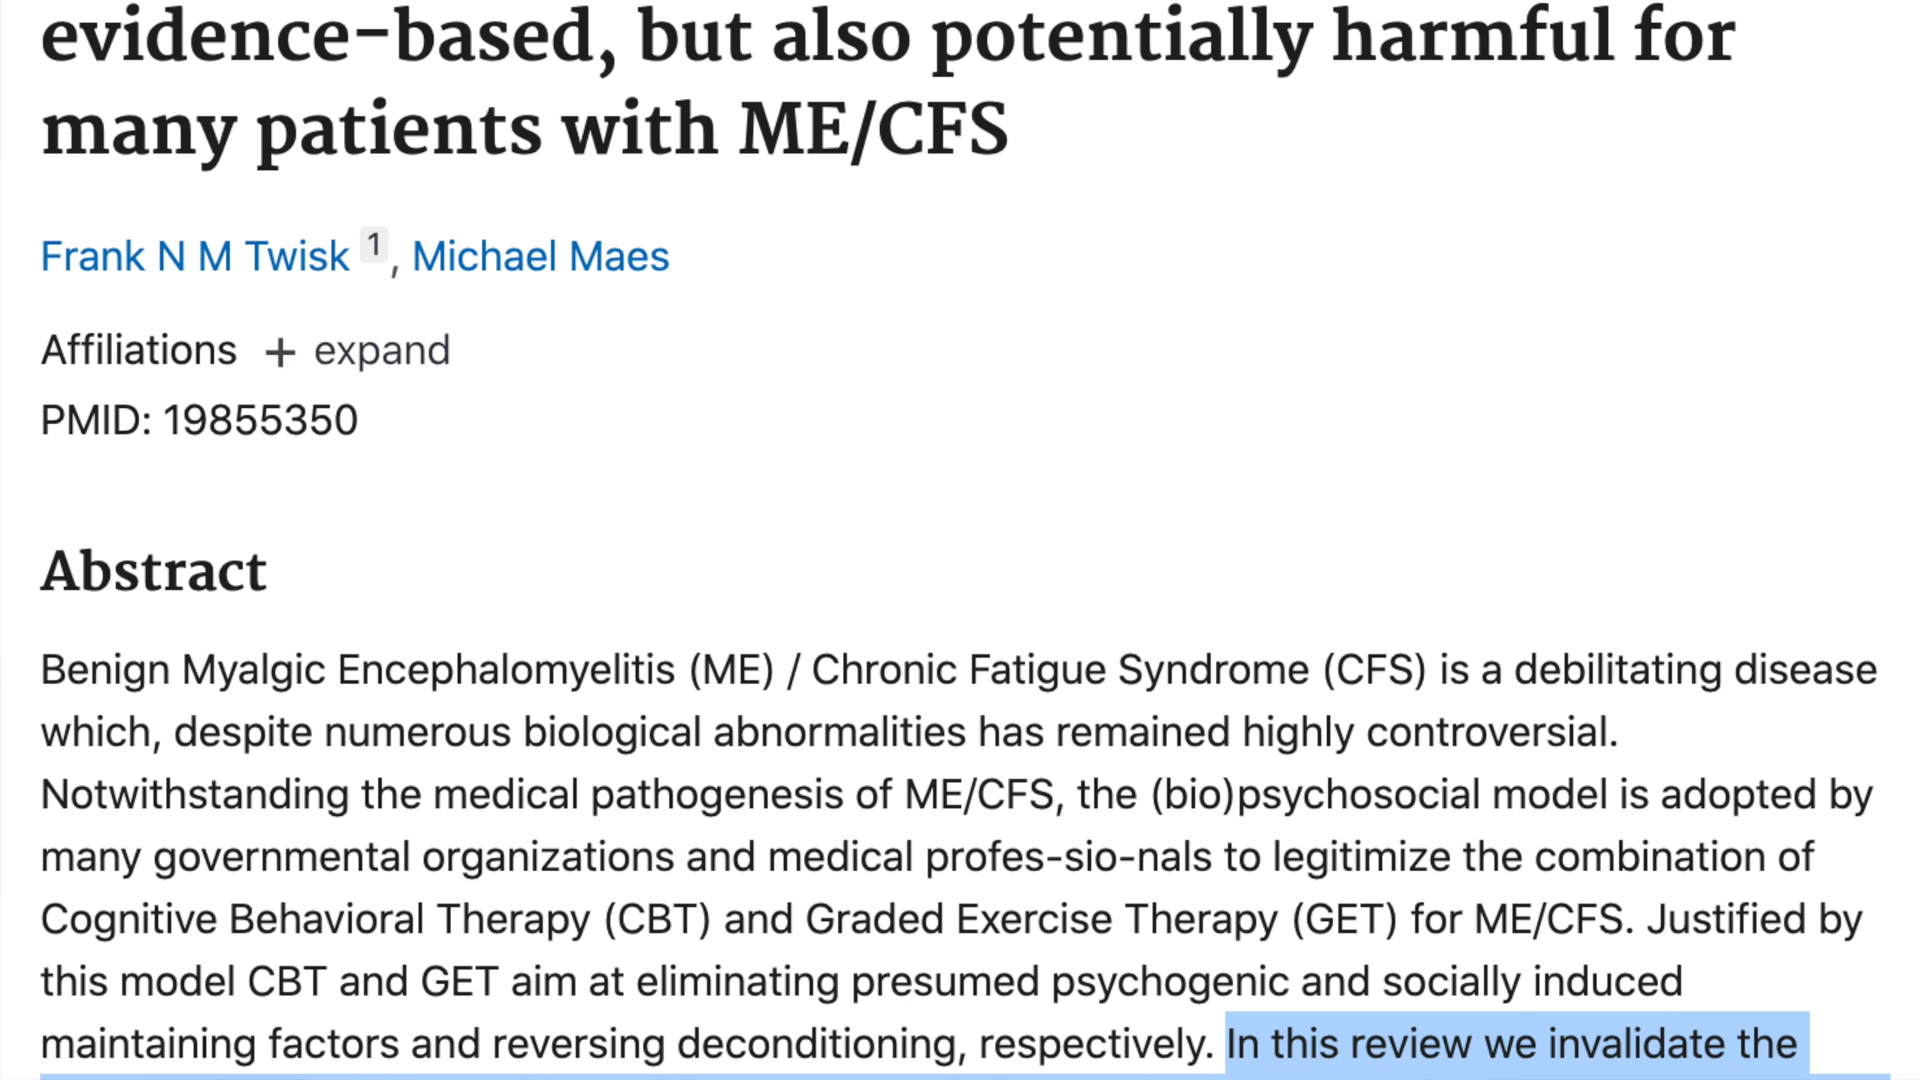 evidence-based, but also potentially harmful for
many patients with ME/CFS
Frank N M Twisk 1, Michael Maes
Affiliations + expand
PMID: 19855350
Abstract
Benign Myalgic Encephalomyelitis (ME) / Chronic Fatigue Syndrome (CFS) is a debilitating disease
which, despite numerous biological abnormalities has remained highly controversial.
Notwithstanding the medical pathogenesis of ME/CFS, the (bio)psychosocial model is adopted by
many governmental organizations and medical profes-sio-nals to legitimize the combination of
Cognitive Behavioral Therapy (CBT) and Graded Exercise Therapy (GET) for ME/CFS. Justified by
this model CBT and GET aim at eliminating presumed psychogenic and socially induced
maintaining factors and reversing deconditioning, respectively. In this review we invalidate the